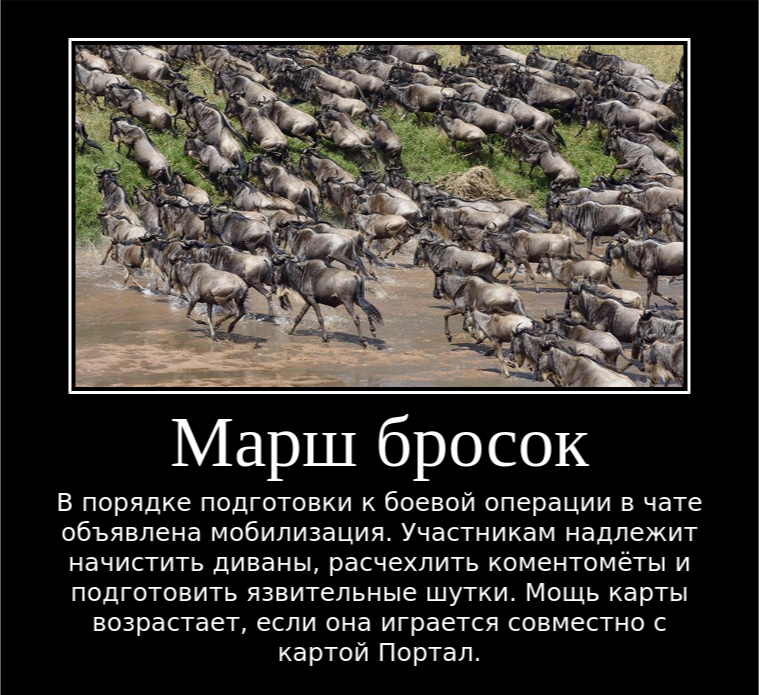 Марш бросок
В порядке подготовки к боевой операции в чате
объявлена мобилизация. Участникам надлежит
начистить диваны, расчехлить коментомёты и
подготовить язвительные шутки. Мощь карты
возрастает, если она играется совместно с
картой Портал.